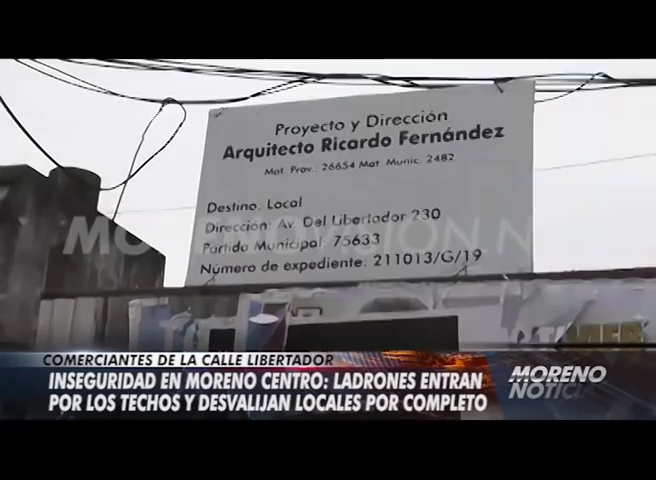 Proyecto y Dirección
Arquitecto Ricardo Fernández
Mat. Prov.: 26654 Mat. Munic. 2482
Destino: Local
Dirección: Av. Del Libertador 230
Partida Municipal: 75633
Número de expediente: 211013/G/19
COMERCIANTES DE LA CALLE LIBERTADOR
INSEGURIDAD EN MORENO CENTRO: LADRONES ENTRAN
POR LOS TECHOS Y DESVALIJAN LOCALES POR COMPLETO
MORENO